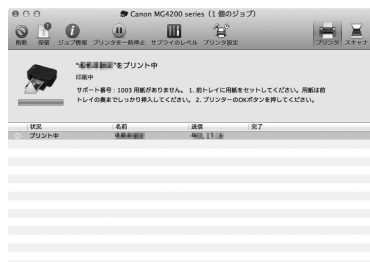 Canon MG4200 series（1 個のジョブ）
削除 保留 ジョブ情報 プリンタを一時停止 サプライのレベル プリンタ設定 プリンタ スキャナ
"をプリント中
印刷中
サポート番号：1003 用紙がありません。 1. 前トレイに用紙をセットしてください。用紙は前
トレイの奥までしっかり挿入してください。 2. プリンターのOKボタンを押してください。
状況 名前 送信 完了
プリント中